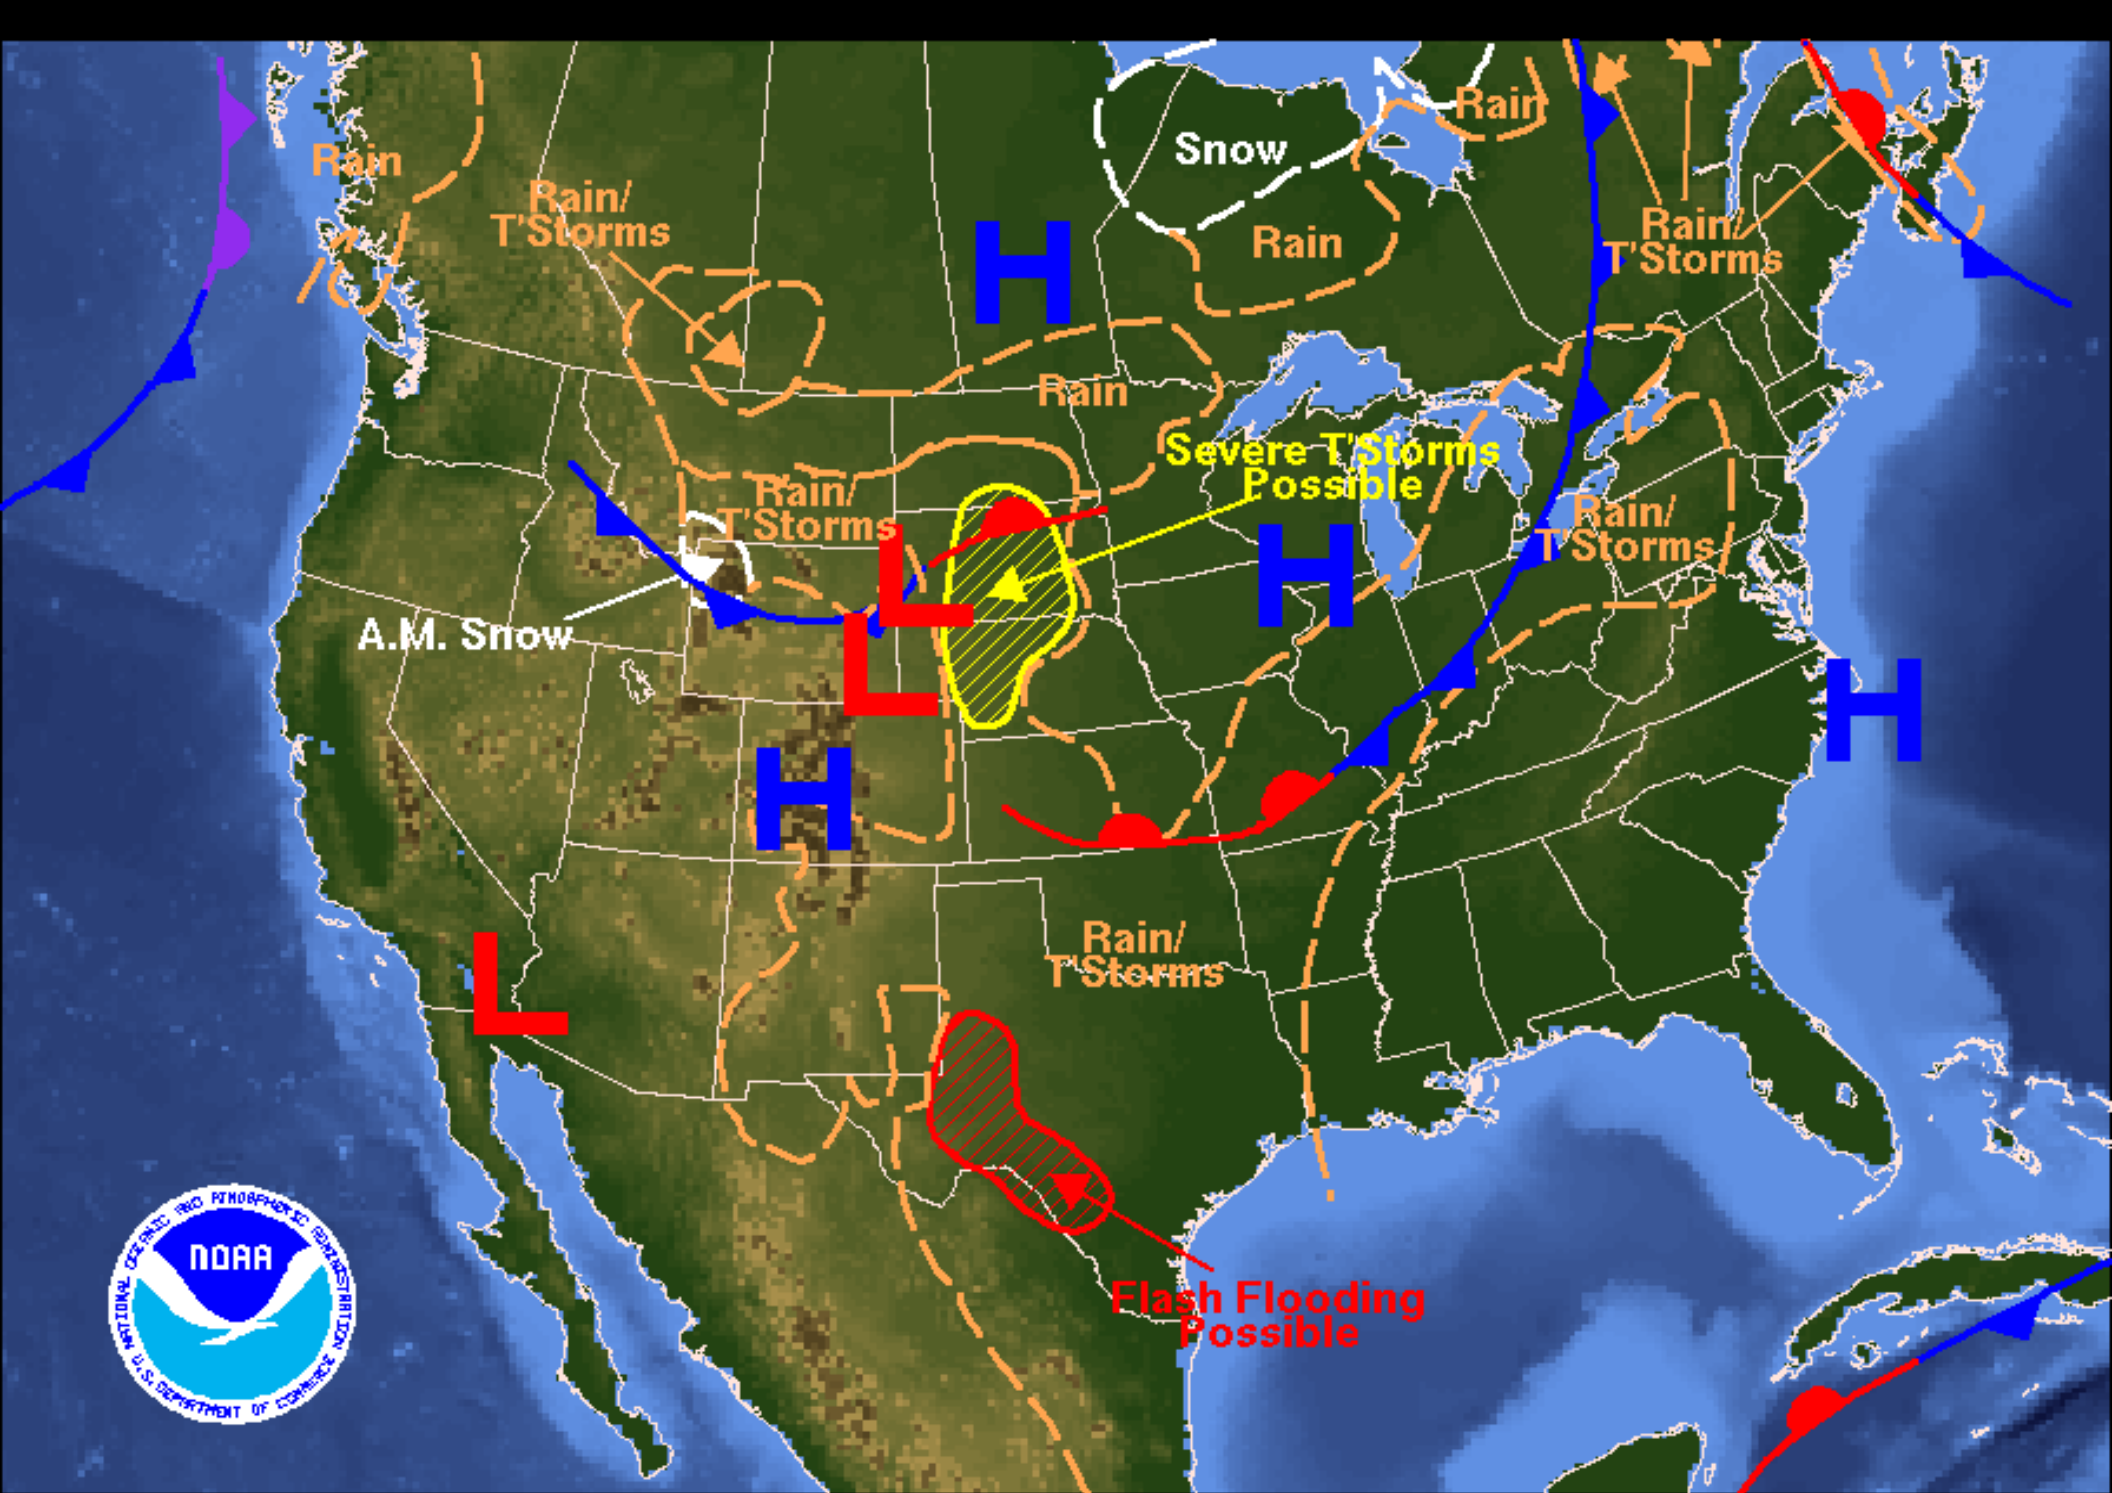 Rain
Rain/
T'Storms
Snow
Rain
Rain
Rain/
T'Storms
H
Rain
Severe T'Storms
Possible
Rain/
T'Storms
Rain/
T'Storms
L
H
A.M. Snow
L
H
H
Rain/
T'Storms
L
Flash Flooding
Possible
NOAA
NATIONAL OCEANIC AND ATMOSPHERIC ADMINISTRATION
U.S. DEPARTMENT OF COMMERCE